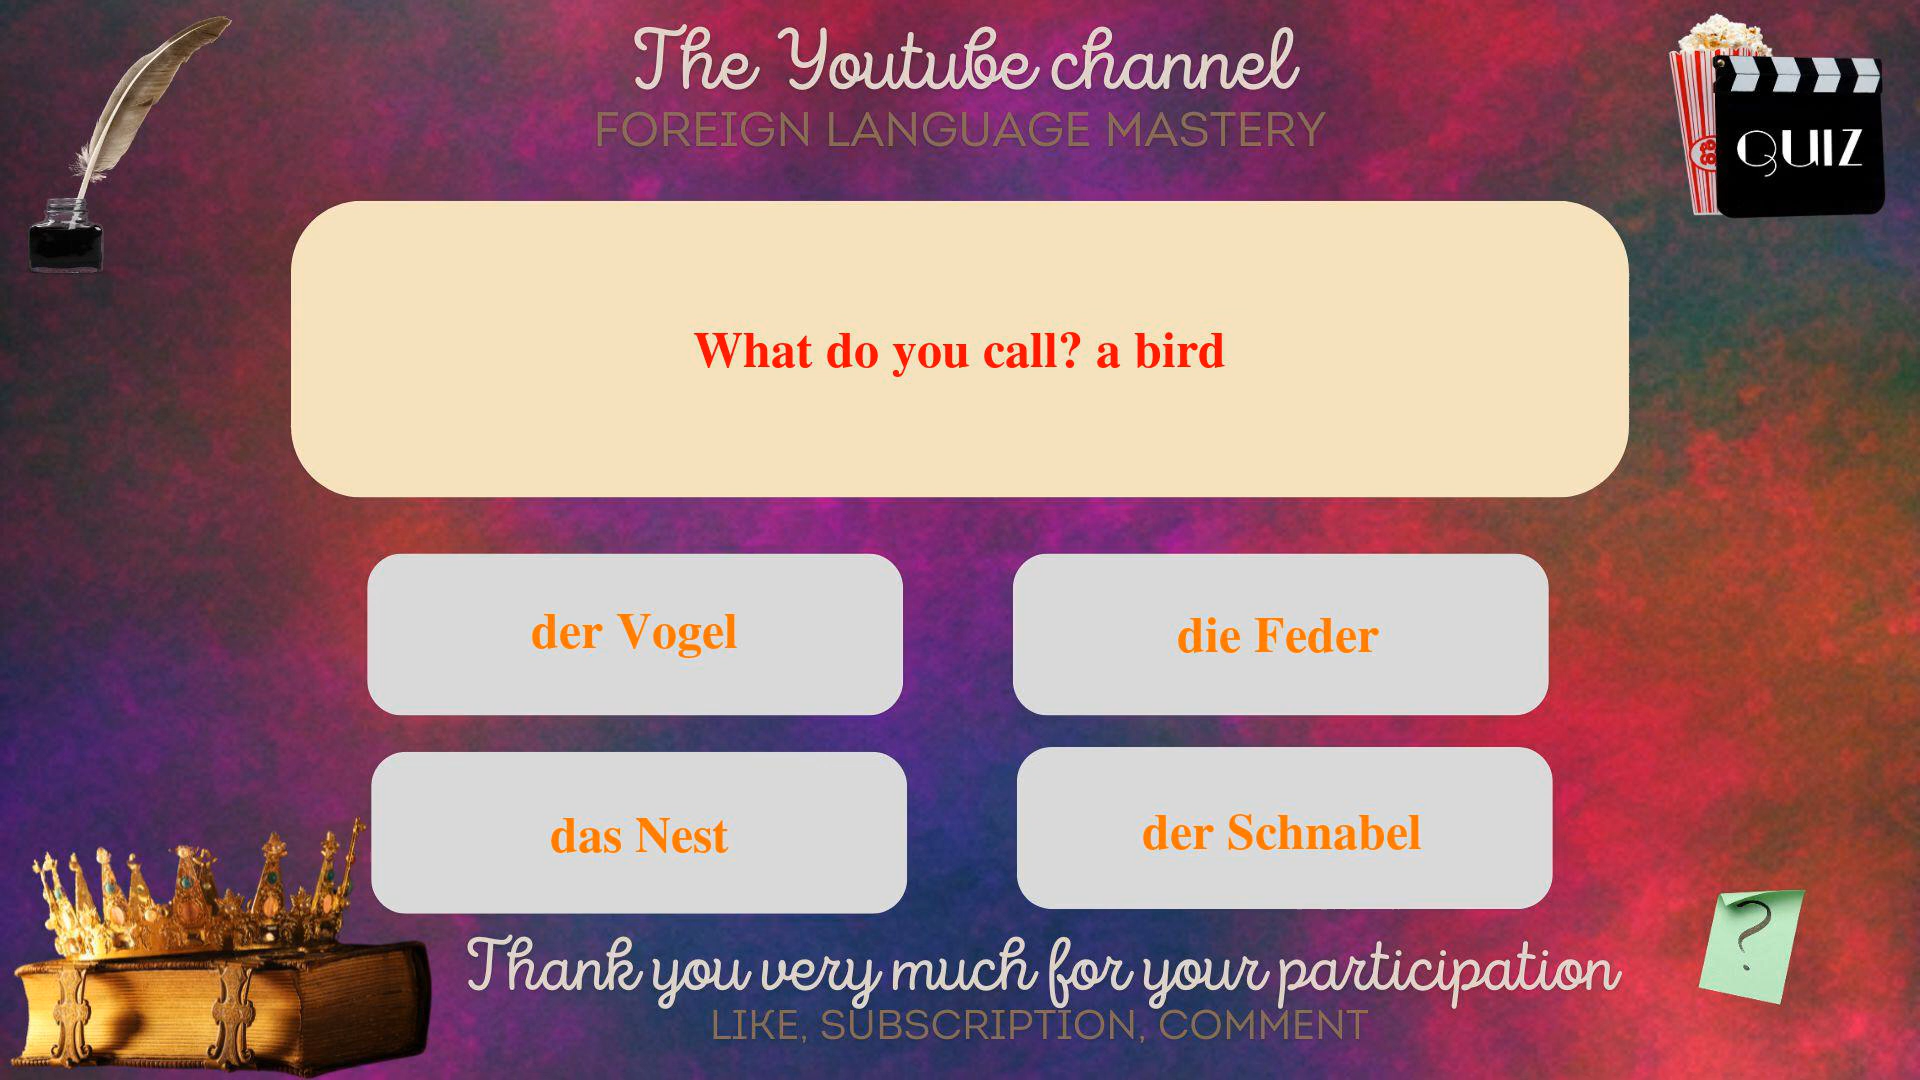 The Youtube channel
FOREIGN LANGUAGE MASTERY
QUIZ
What do you call? a bird
der Vogel
die Feder
das Nest
der Schnabel
?
Thank you very much for your participation
LIKE, SUBSCRIPTION, COMMENT